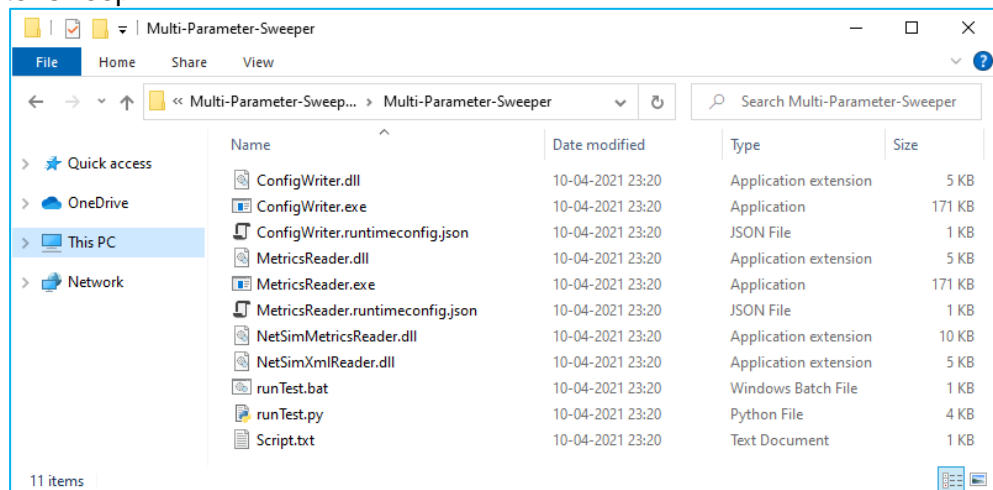 Multi-Parameter-Sweeper
File Home Share View
« Multi-Parameter-Sweep... › Multi-Parameter-Sweeper Search Multi-Parameter-Sweeper
Name Date modified Type Size
Quick access
OneDrive
This PC
Network
ConfigWriter.dll 10-04-2021 23:20 Application extension 5 KB
ConfigWriter.exe 10-04-2021 23:20 Application 171 KB
ConfigWriter.runtimeconfig.json 10-04-2021 23:20 JSON File 1 KB
MetricsReader.dll 10-04-2021 23:20 Application extension 5 KB
MetricsReader.exe 10-04-2021 23:20 Application 171 KB
MetricsReader.runtimeconfig.json 10-04-2021 23:20 JSON File 1 KB
NetSimMetricsReader.dll 10-04-2021 23:20 Application extension 10 KB
NetSimXmlReader.dll 10-04-2021 23:20 Application extension 5 KB
runTest.bat 10-04-2021 23:20 Windows Batch File 1 KB
runTest.py 10-04-2021 23:20 Python File 4 KB
Script.txt 10-04-2021 23:20 Text Document 1 KB
11 items